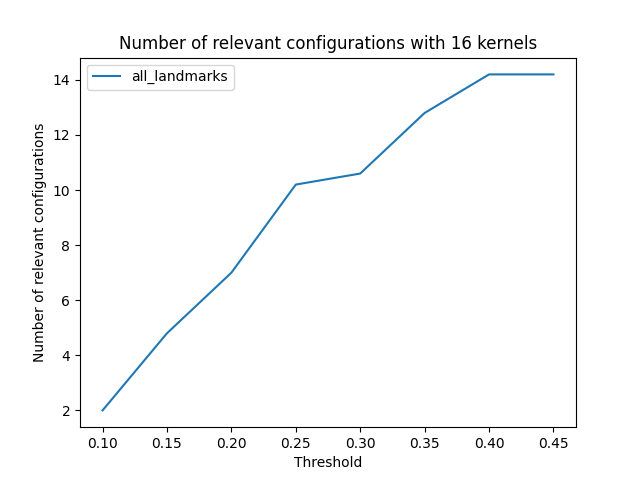 Number of relevant configurations with 16 kernels
all_landmarks
Number of relevant configurations
14
12
10
8
6
4
2
0.10 0.15 0.20 0.25 0.30 0.35 0.40 0.45
Threshold